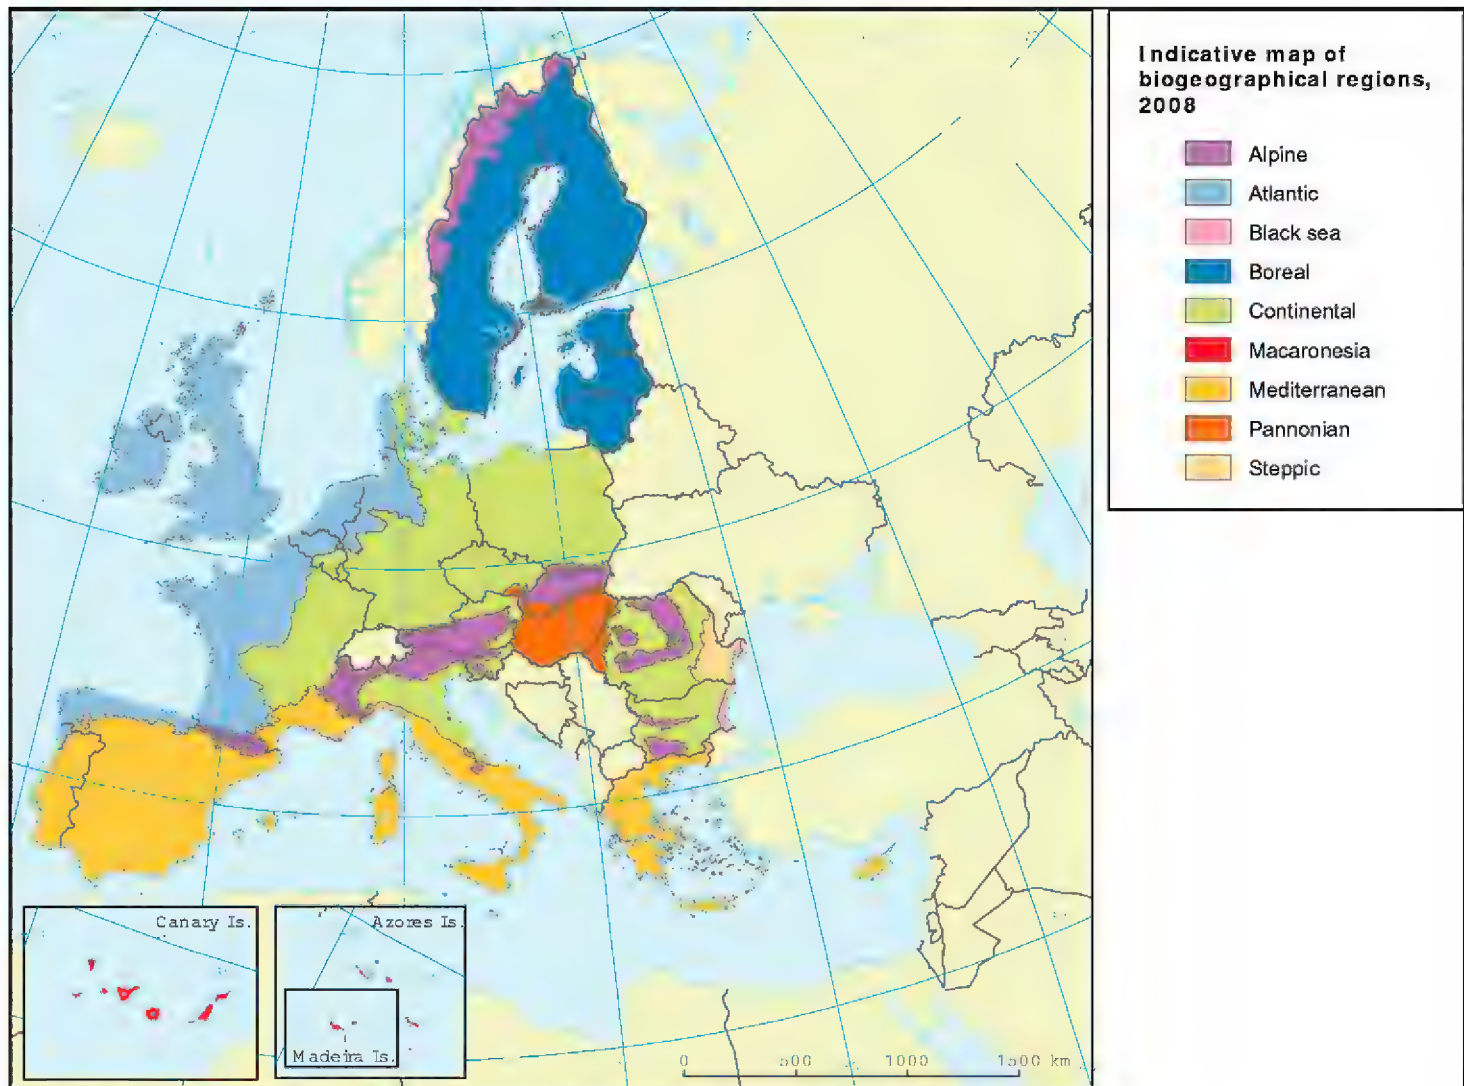 Indicative map of
biogeographical regions,
2008
Alpine
Atlantic
Black sea
Boreal
Continental
Macaronesia
Mediterranean
Pannonian
Steppic
Canary Is.
Azores Is.
Madeira Is.
0 500 1000 1500 km